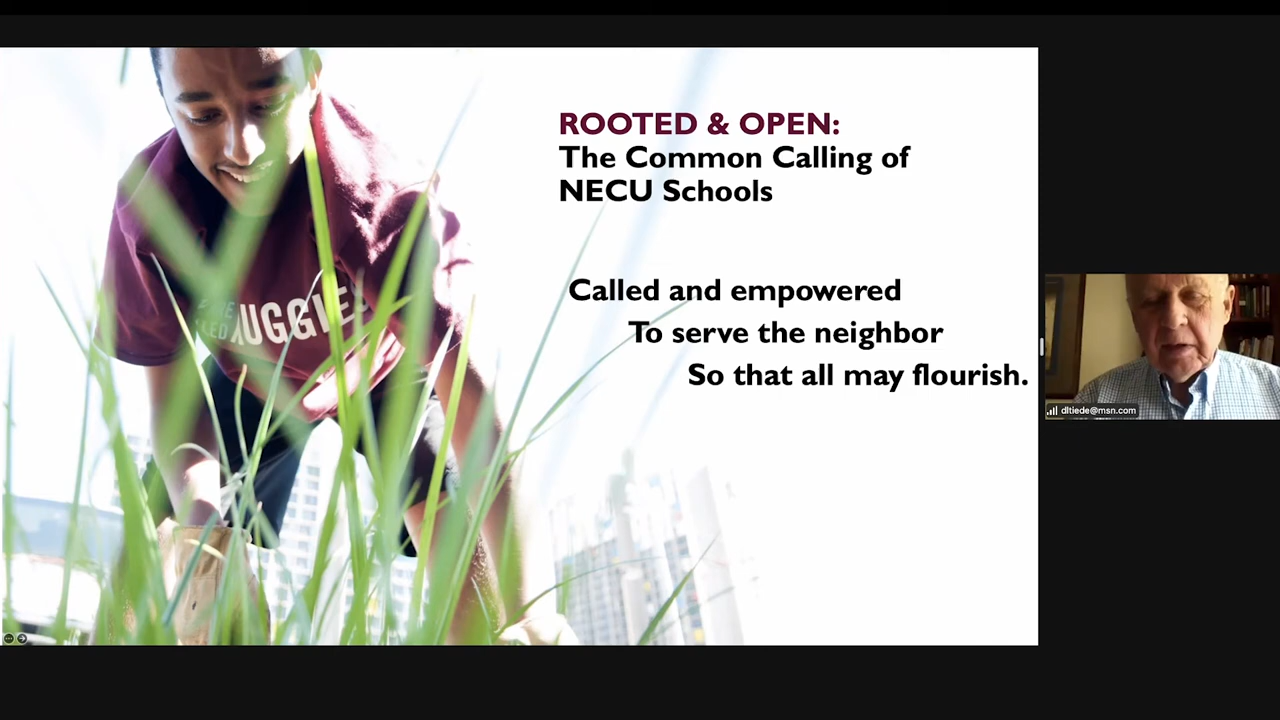 ROOTED & OPEN:
The Common Calling of
NECU Schools
Called and empowered
To serve the neighbor
So that all may flourish.
dltiede@msn.com